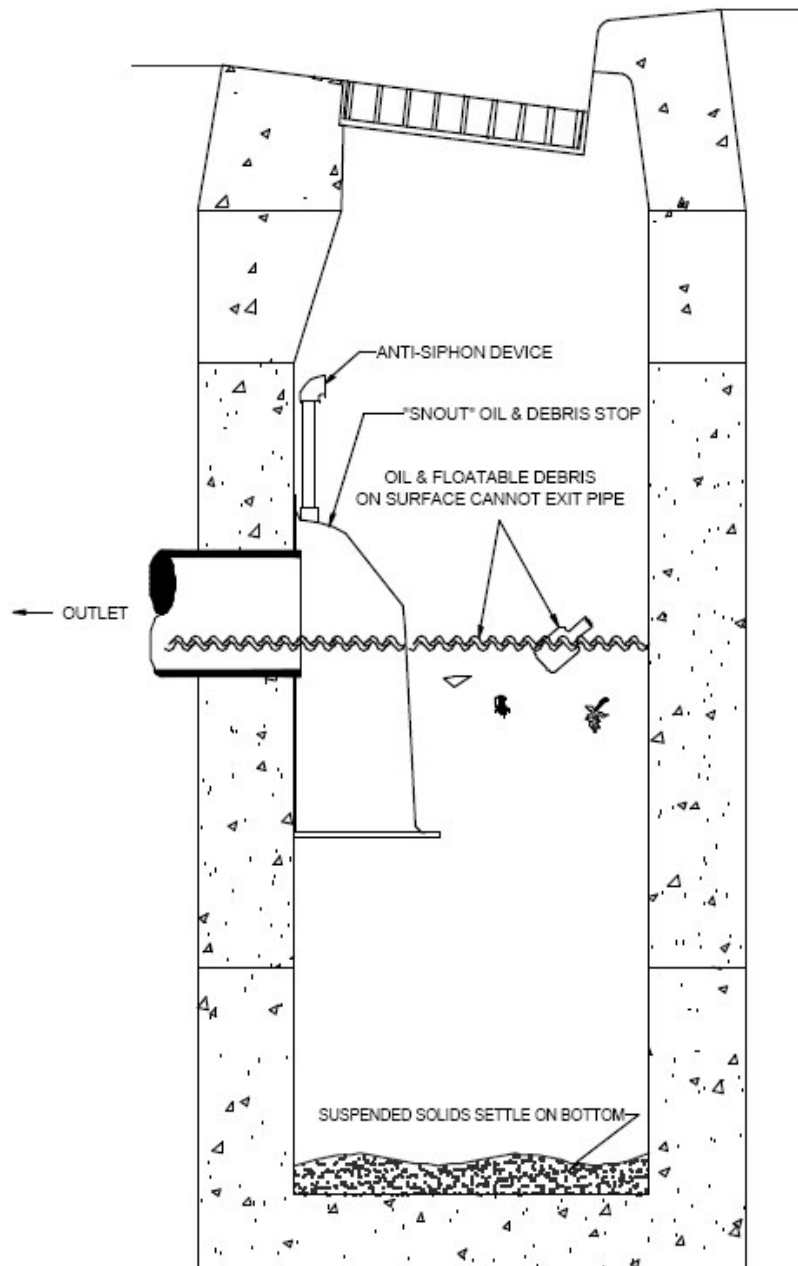 ANTI-SIPHON DEVICE
"SNOUT" OIL & DEBRIS STOP
OIL & FLOATABLE DEBRIS
ON SURFACE CANNOT EXIT PIPE
OUTLET
SUSPENDED SOLIDS SETTLE ON BOTTOM